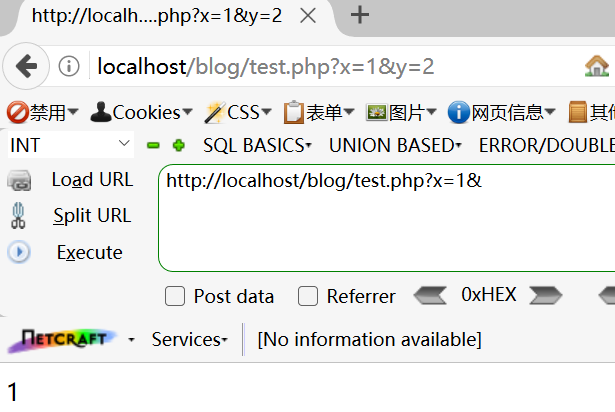 http://localh....php?x=1&y=2
localhost/blog/test.php?x=1&y=2
禁用 Cookies CSS 表单 图片 网页信息 其他
INT SQL BASICS UNION BASED ERROR/DOUBLE
Load URL http://localhost/blog/test.php?x=1&
Split URL
Execute
Post data Referrer 0xHEX
NETCRAFT Services [No information available]
1